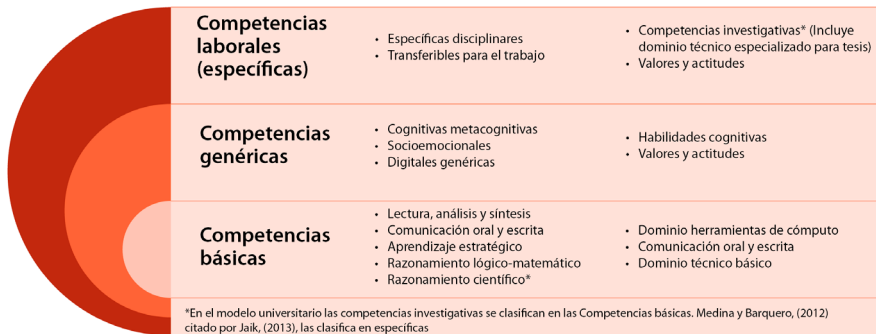 Competencias
laborales
(específicas)
• Específicas disciplinares
• Transferibles para el trabajo
• Competencias investigativas* (Incluye
dominio técnico especializado para tesis)
• Valores y actitudes
Competencias
genéricas
• Cognitivas metacognitivas
• Socioemocionales
• Digitales genéricas
• Habilidades cognitivas
• Valores y actitudes
Competencias
básicas
• Lectura, análisis y síntesis
• Comunicación oral y escrita
• Aprendizaje estratégico
• Razonamiento lógico-matemático
• Razonamiento científico*
• Dominio herramientas de cómputo
• Comunicación oral y escrita
• Dominio técnico básico
*En el modelo universitario las competencias investigativas se clasifican en las Competencias básicas. Medina y Barquero, (2012)
citado por Jaik, (2013), las clasifica en específicas